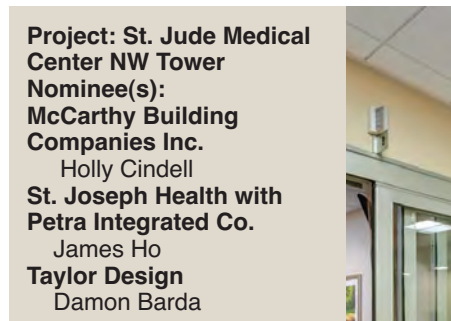 Project: St. Jude Medical
Center NW Tower
Nominee(s):
McCarthy Building
Companies Inc.
Holly Cindell
St. Joseph Health with
Petra Integrated Co.
James Ho
Taylor Design
Damon Barda